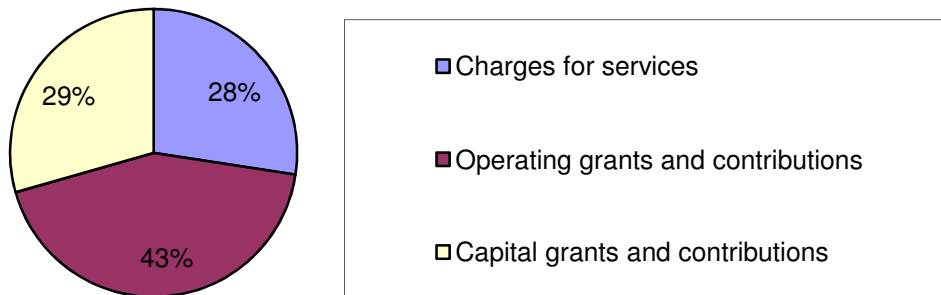 29%
28%
43%
Charges for services
Operating grants and contributions
Capital grants and contributions